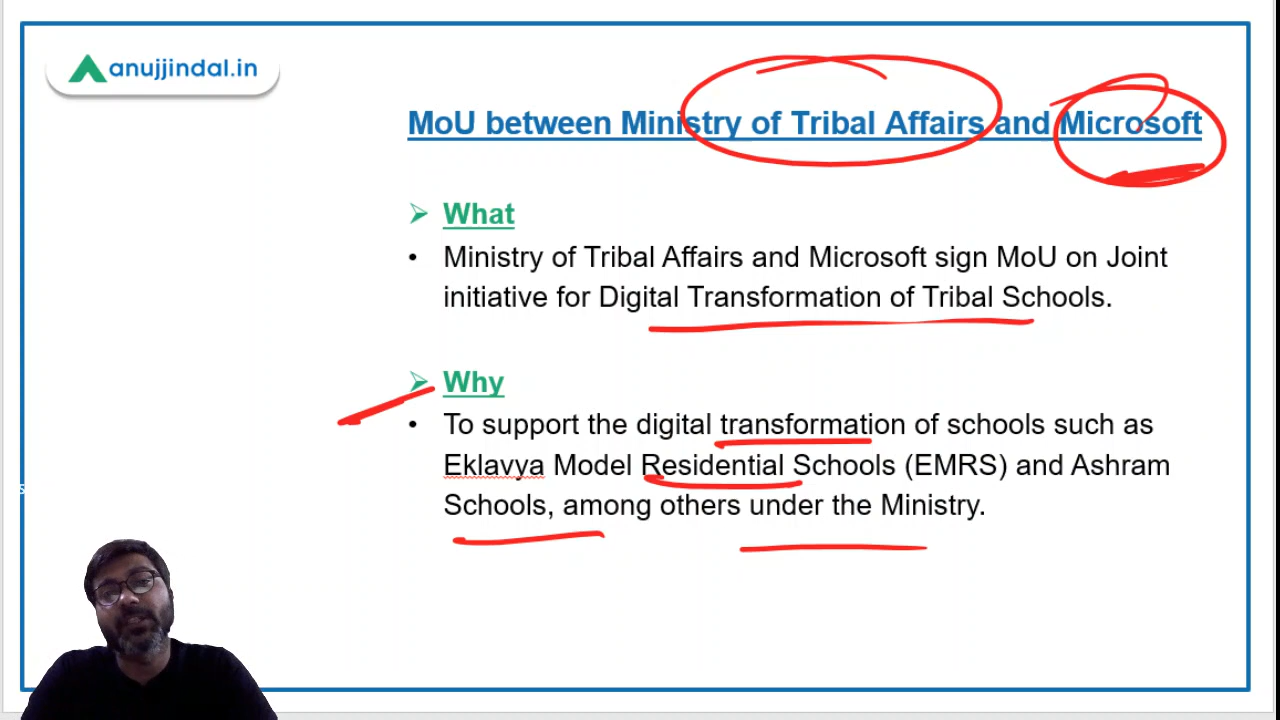 anujjindal.in
MoU between Ministry of Tribal Affairs and Microsoft
What
Ministry of Tribal Affairs and Microsoft sign MoU on Joint
initiative for Digital Transformation of Tribal Schools.
Why
To support the digital transformation of schools such as
Eklavya Model Residential Schools (EMRS) and Ashram
Schools, among others under the Ministry.